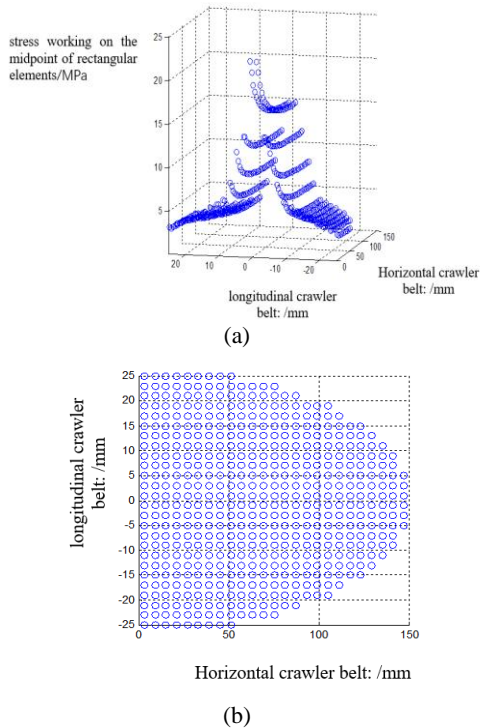 stress working on the
midpoint of rectangular
elements/MPa
25
20
15
10
5
20
10
0
-10
-20
0
50
100
150
Horizontal crawler
belt: /mm
longitudinal crawler
belt: /mm
(a)
25
20
15
10
5
0
-5
-10
-15
-20
-25
0
50
100
150
longitudinal crawler
belt: /mm
Horizontal crawler belt: /mm
(b)